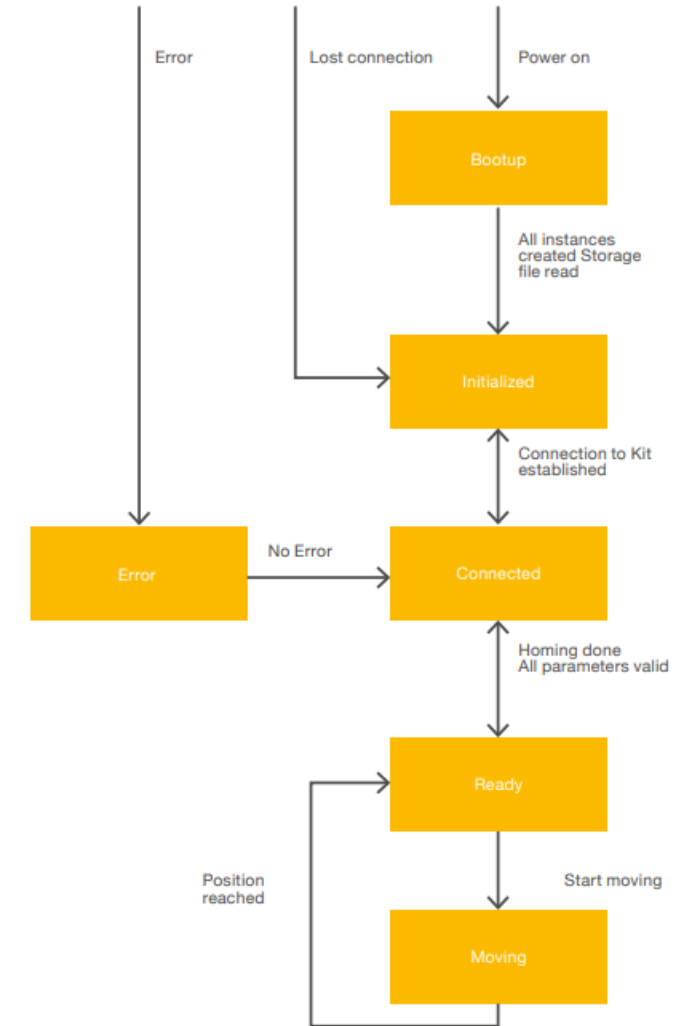 Error
Lost connection
Power on
Bootup
All instances
created Storage
file read
Initialized
Connection to Kit
established
No Error
Error
Connected
Homing done
All parameters valid
Ready
Position
reached
Start moving
Moving